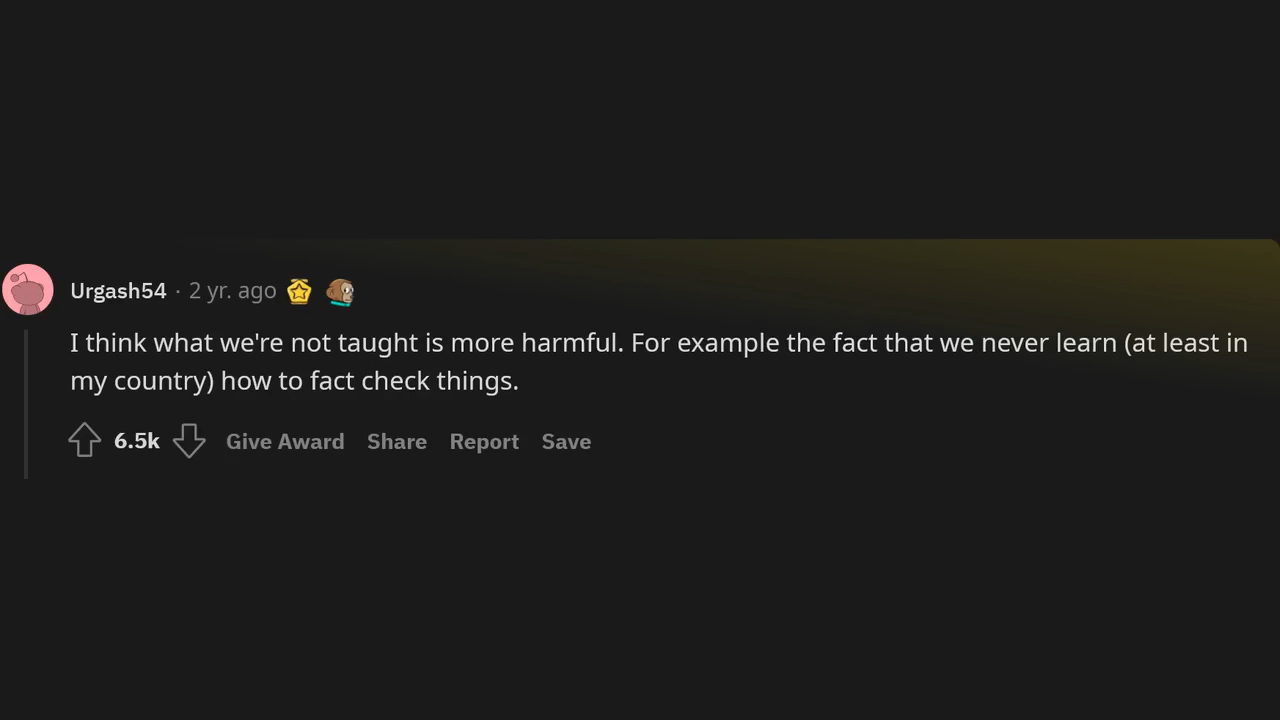 Urgash54 · 2 yr. ago
I think what we're not taught is more harmful. For example the fact that we never learn (at least in
my country) how to fact check things.
6.5k Give Award Share Report Save